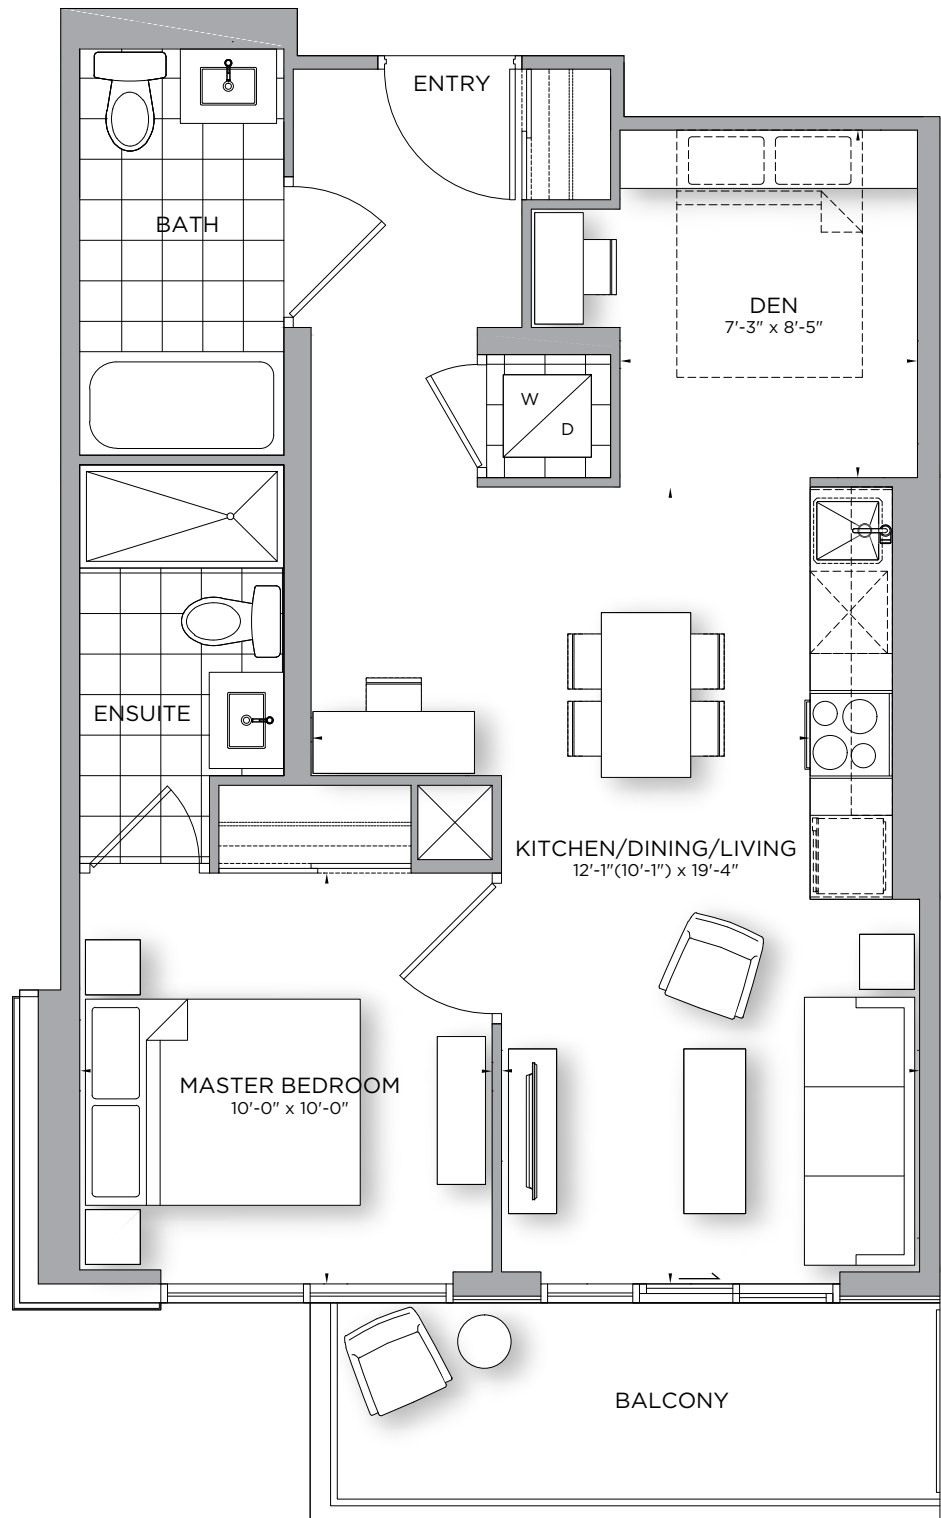 ENTRY
BATH
DEN
7'-3" x 8'-5"
W
D
ENSUITE
KITCHEN/DINING/LIVING
12'-1"(10'-1") x 19'-4"
MASTER BEDROOM
10'-0" x 10'-0"
BALCONY